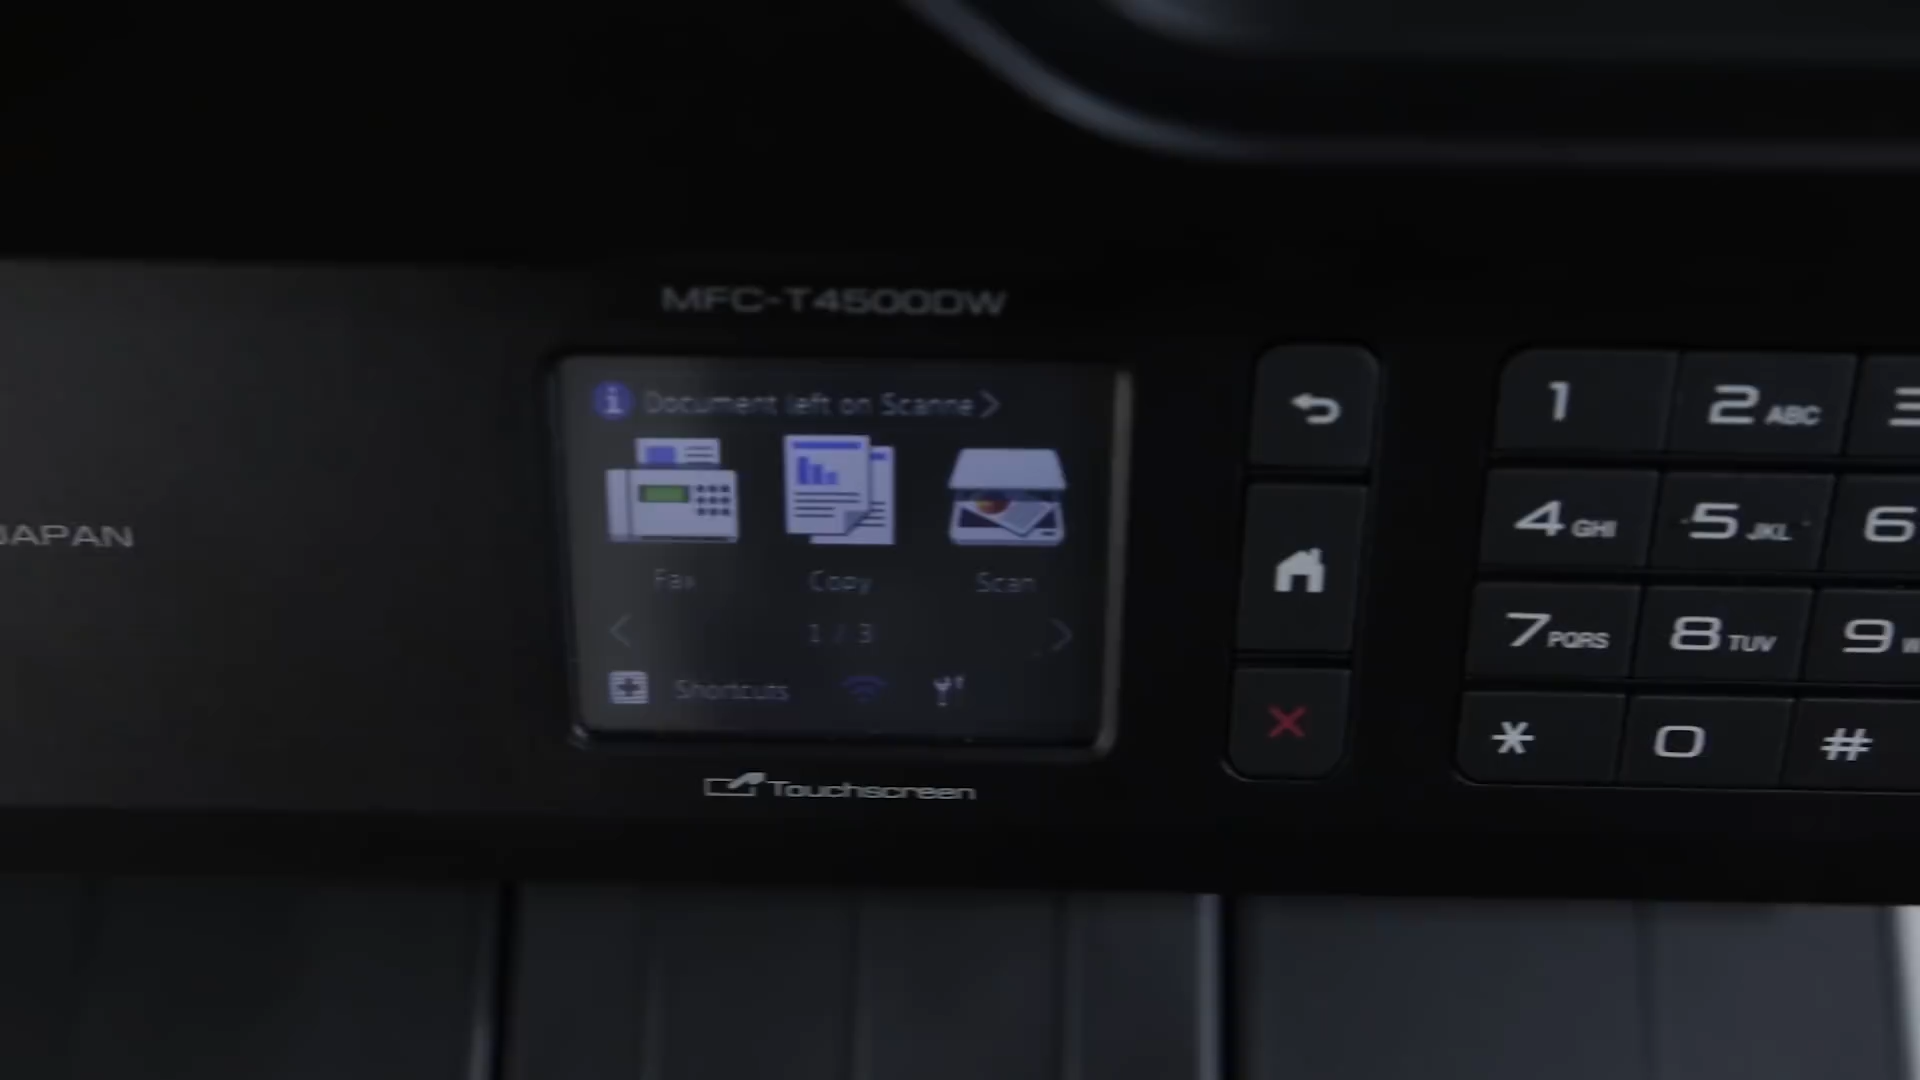 MFC-T4500DW
i Document left on Scanne >
Fax Copy Scan
< 1 / 3 >
Shortcuts
Touchscreen
JAPAN
1 2 ABC 3
4 GHI 5 JKL 6
7 PQRS 8 TUV 9 W
* 0 #